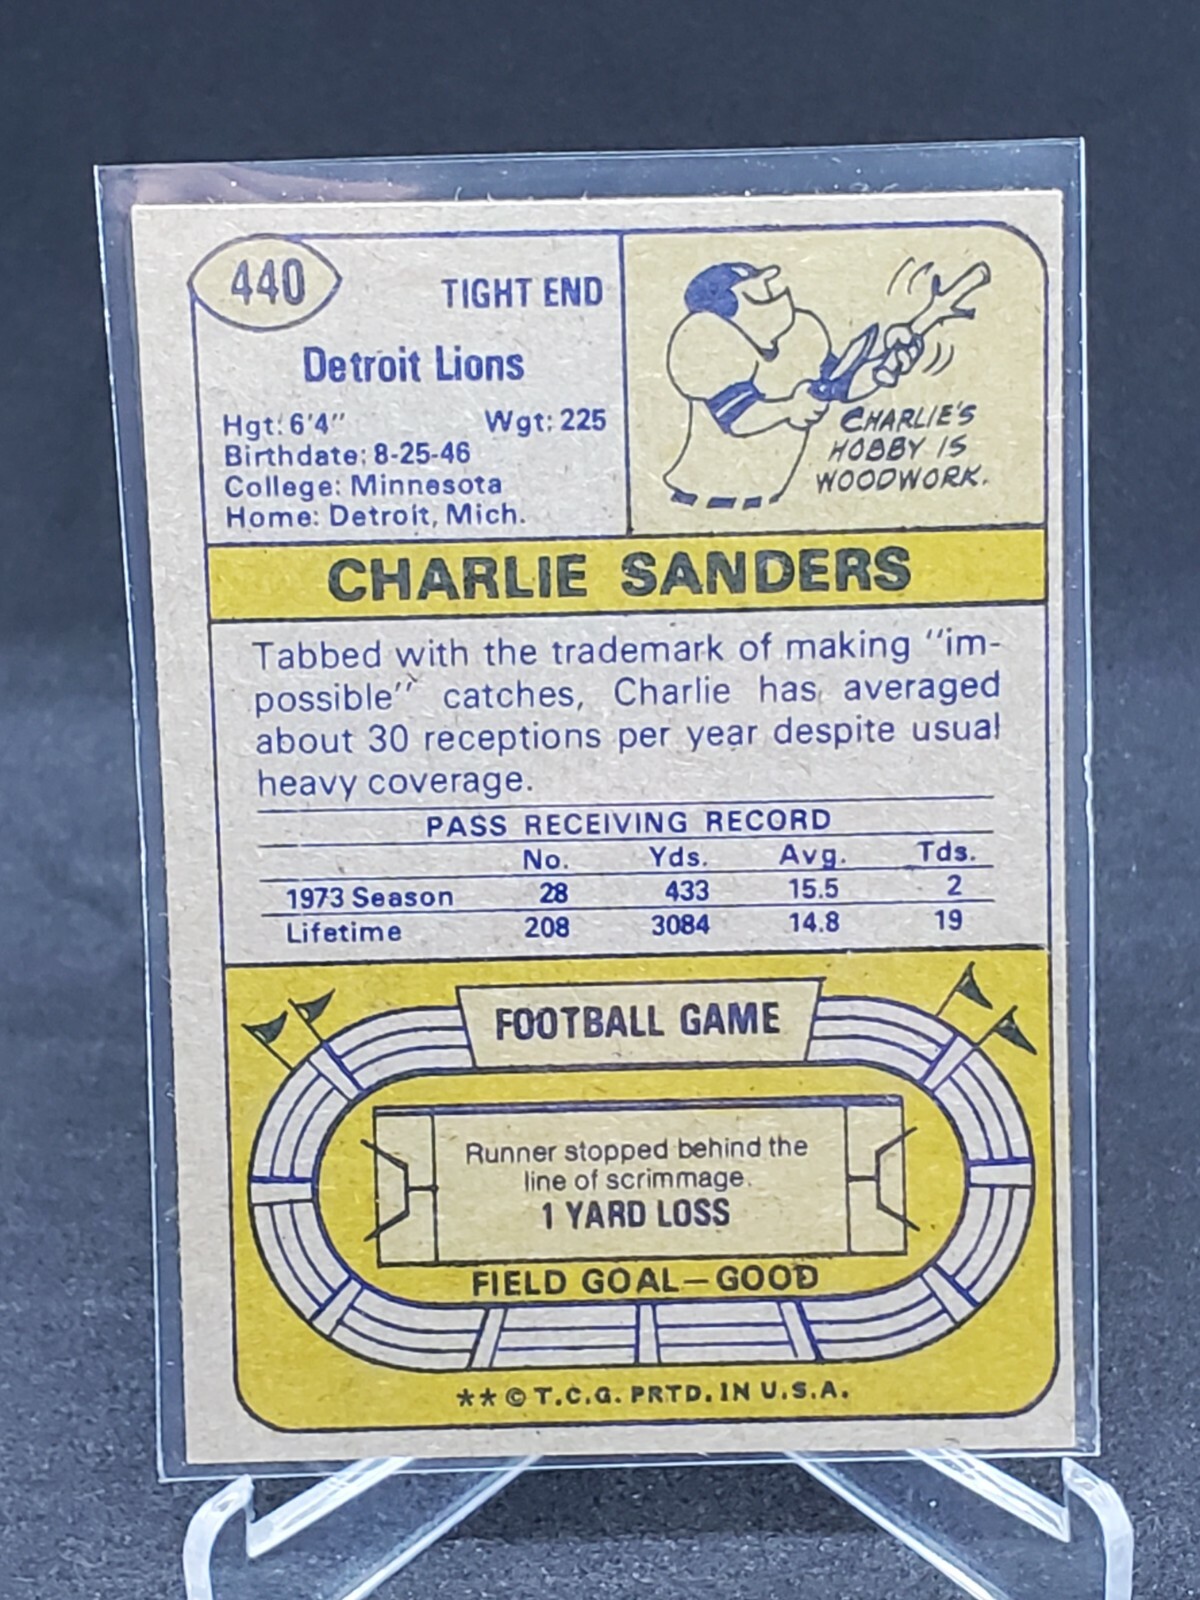 440
TIGHT END
Detroit Lions
Hgt: 6'4" Wgt: 225
Birthdate: 8-25-46
College: Minnesota
Home: Detroit, Mich.
CHARLIE'S
HOBBY IS
WOODWORK.
CHARLIE SANDERS
Tabbed with the trademark of making "im-
possible" catches, Charlie has averaged
about 30 receptions per year despite usual
heavy coverage.
PASS RECEIVING RECORD
No. Yds. Avg. Tds.
1973 Season 28 433 15.5 2
Lifetime 208 3084 14.8 19
FOOTBALL GAME
Runner stopped behind the
line of scrimmage.
1 YARD LOSS
FIELD GOAL—GOOD
** © T.C.G. PRTD. IN U.S.A.